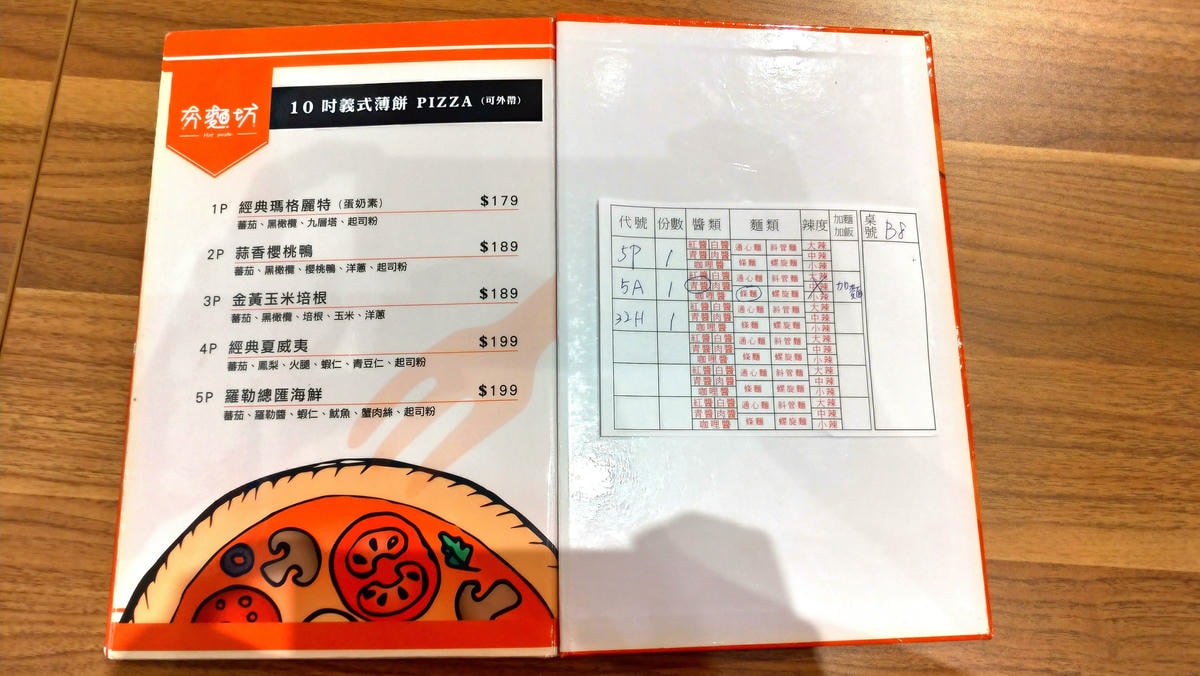 夯麵坊
Hot pasta
10 吋義式薄餅 PIZZA (可外帶)
1P 經典瑪格麗特 (蛋奶素) $179
蕃茄、黑橄欖、九層塔、起司粉
2P 蒜香櫻桃鴨 $189
蕃茄、黑橄欖、櫻桃鴨、洋蔥、起司粉
3P 金黃玉米培根 $189
蕃茄、黑橄欖、培根、玉米、洋蔥
4P 經典夏威夷 $199
蕃茄、鳳梨、火腿、蝦仁、青豆仁、起司粉
5P 羅勒總匯海鮮 $199
蕃茄、羅勒醬、蝦仁、魷魚、蟹肉絲、起司粉
代號 份數 醬類 麵類 辣度 加麵 加飯 桌號 B8
5P 1 紅醬 白醬 青醬 肉醬 咖哩醬 通心麵 斜管麵 條麵 螺旋麵 大辣 中辣 小辣
5A 1 紅醬 白醬 青醬 肉醬 咖哩醬 通心麵 斜管麵 條麵 螺旋麵 大辣 中辣 小辣 加麵
32H 1 紅醬 白醬 青醬 肉醬 咖哩醬 通心麵 斜管麵 條麵 螺旋麵 大辣 中辣 小辣
紅醬 白醬 青醬 肉醬 咖哩醬 通心麵 斜管麵 條麵 螺旋麵 大辣 中辣 小辣
紅醬 白醬 青醬 肉醬 咖哩醬 通心麵 斜管麵 條麵 螺旋麵 大辣 中辣 小辣
紅醬 白醬 青醬 肉醬 咖哩醬 通心麵 斜管麵 條麵 螺旋麵 大辣 中辣 小辣